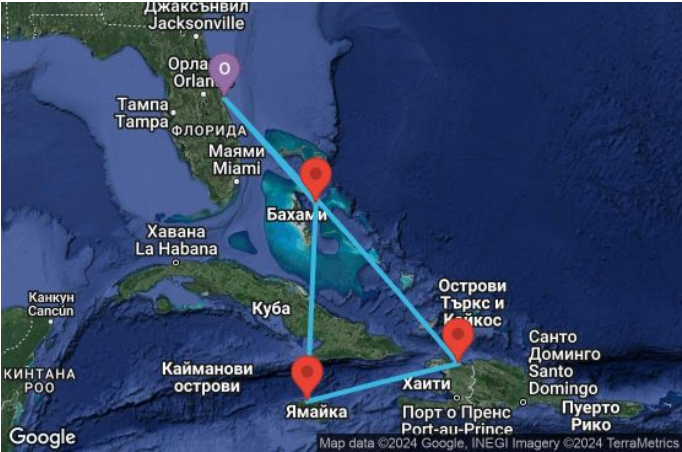 Джаксънвил
Jacksonville
Орла
Orlan
O
Тампа
Tampa
ФЛОРИДА
Маями
Miami
Бахами
Хавана
La Habana
Канкун
Cancún
Куба
Острови
Търкс и
Кайкос
КИНТАНА
РОО
Кайманови
острови
Санто
Доминго
Santo
Domingo
Хаити
Ямайка
Порт о Пренс
Port-au-Prince
Пуерто
Рико
Google
Map data ©2024 Google, INEGI Imagery ©2024 TerraMetrics